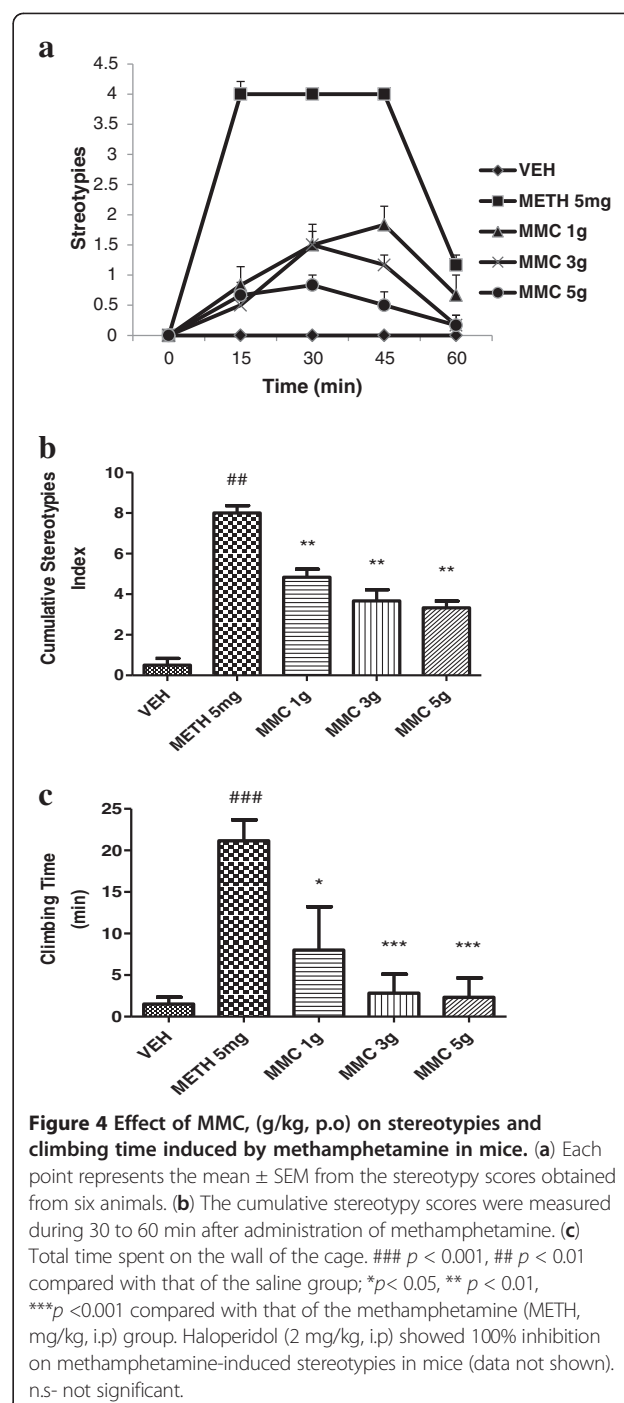 a
4.5
4
3.5
3
2.5
2
1.5
1
0.5
0
Streotypies
0 15 30 45 60
Time (min)
VEH
METH 5mg
MMC 1g
MMC 3g
MMC 5g
b
10
8
6
4
2
0
Cumulative Stereotypies
Index
##
**
**
**
VEH
METH 5mg
MMC 1g
MMC 3g
MMC 5g
c
25
20
15
10
5
0
Climbing Time
(min)
###
*
***
***
VEH
METH 5mg
MMC 1g
MMC 3g
MMC 5g
Figure 4 Effect of MMC, (g/kg, p.o) on stereotypies and
climbing time induced by methamphetamine in mice. (a) Each
point represents the mean ± SEM from the stereotypy scores obtained
from six animals. (b) The cumulative stereotypy scores were measured
during 30 to 60 min after administration of methamphetamine. (c)
Total time spent on the wall of the cage. ### p < 0.001, ## p < 0.01
compared with that of the saline group; *p< 0.05, ** p < 0.01,
***p <0.001 compared with that of the methamphetamine (METH,
mg/kg, i.p) group. Haloperidol (2 mg/kg, i.p) showed 100% inhibition
on methamphetamine-induced stereotypies in mice (data not shown).
n.s- not significant.